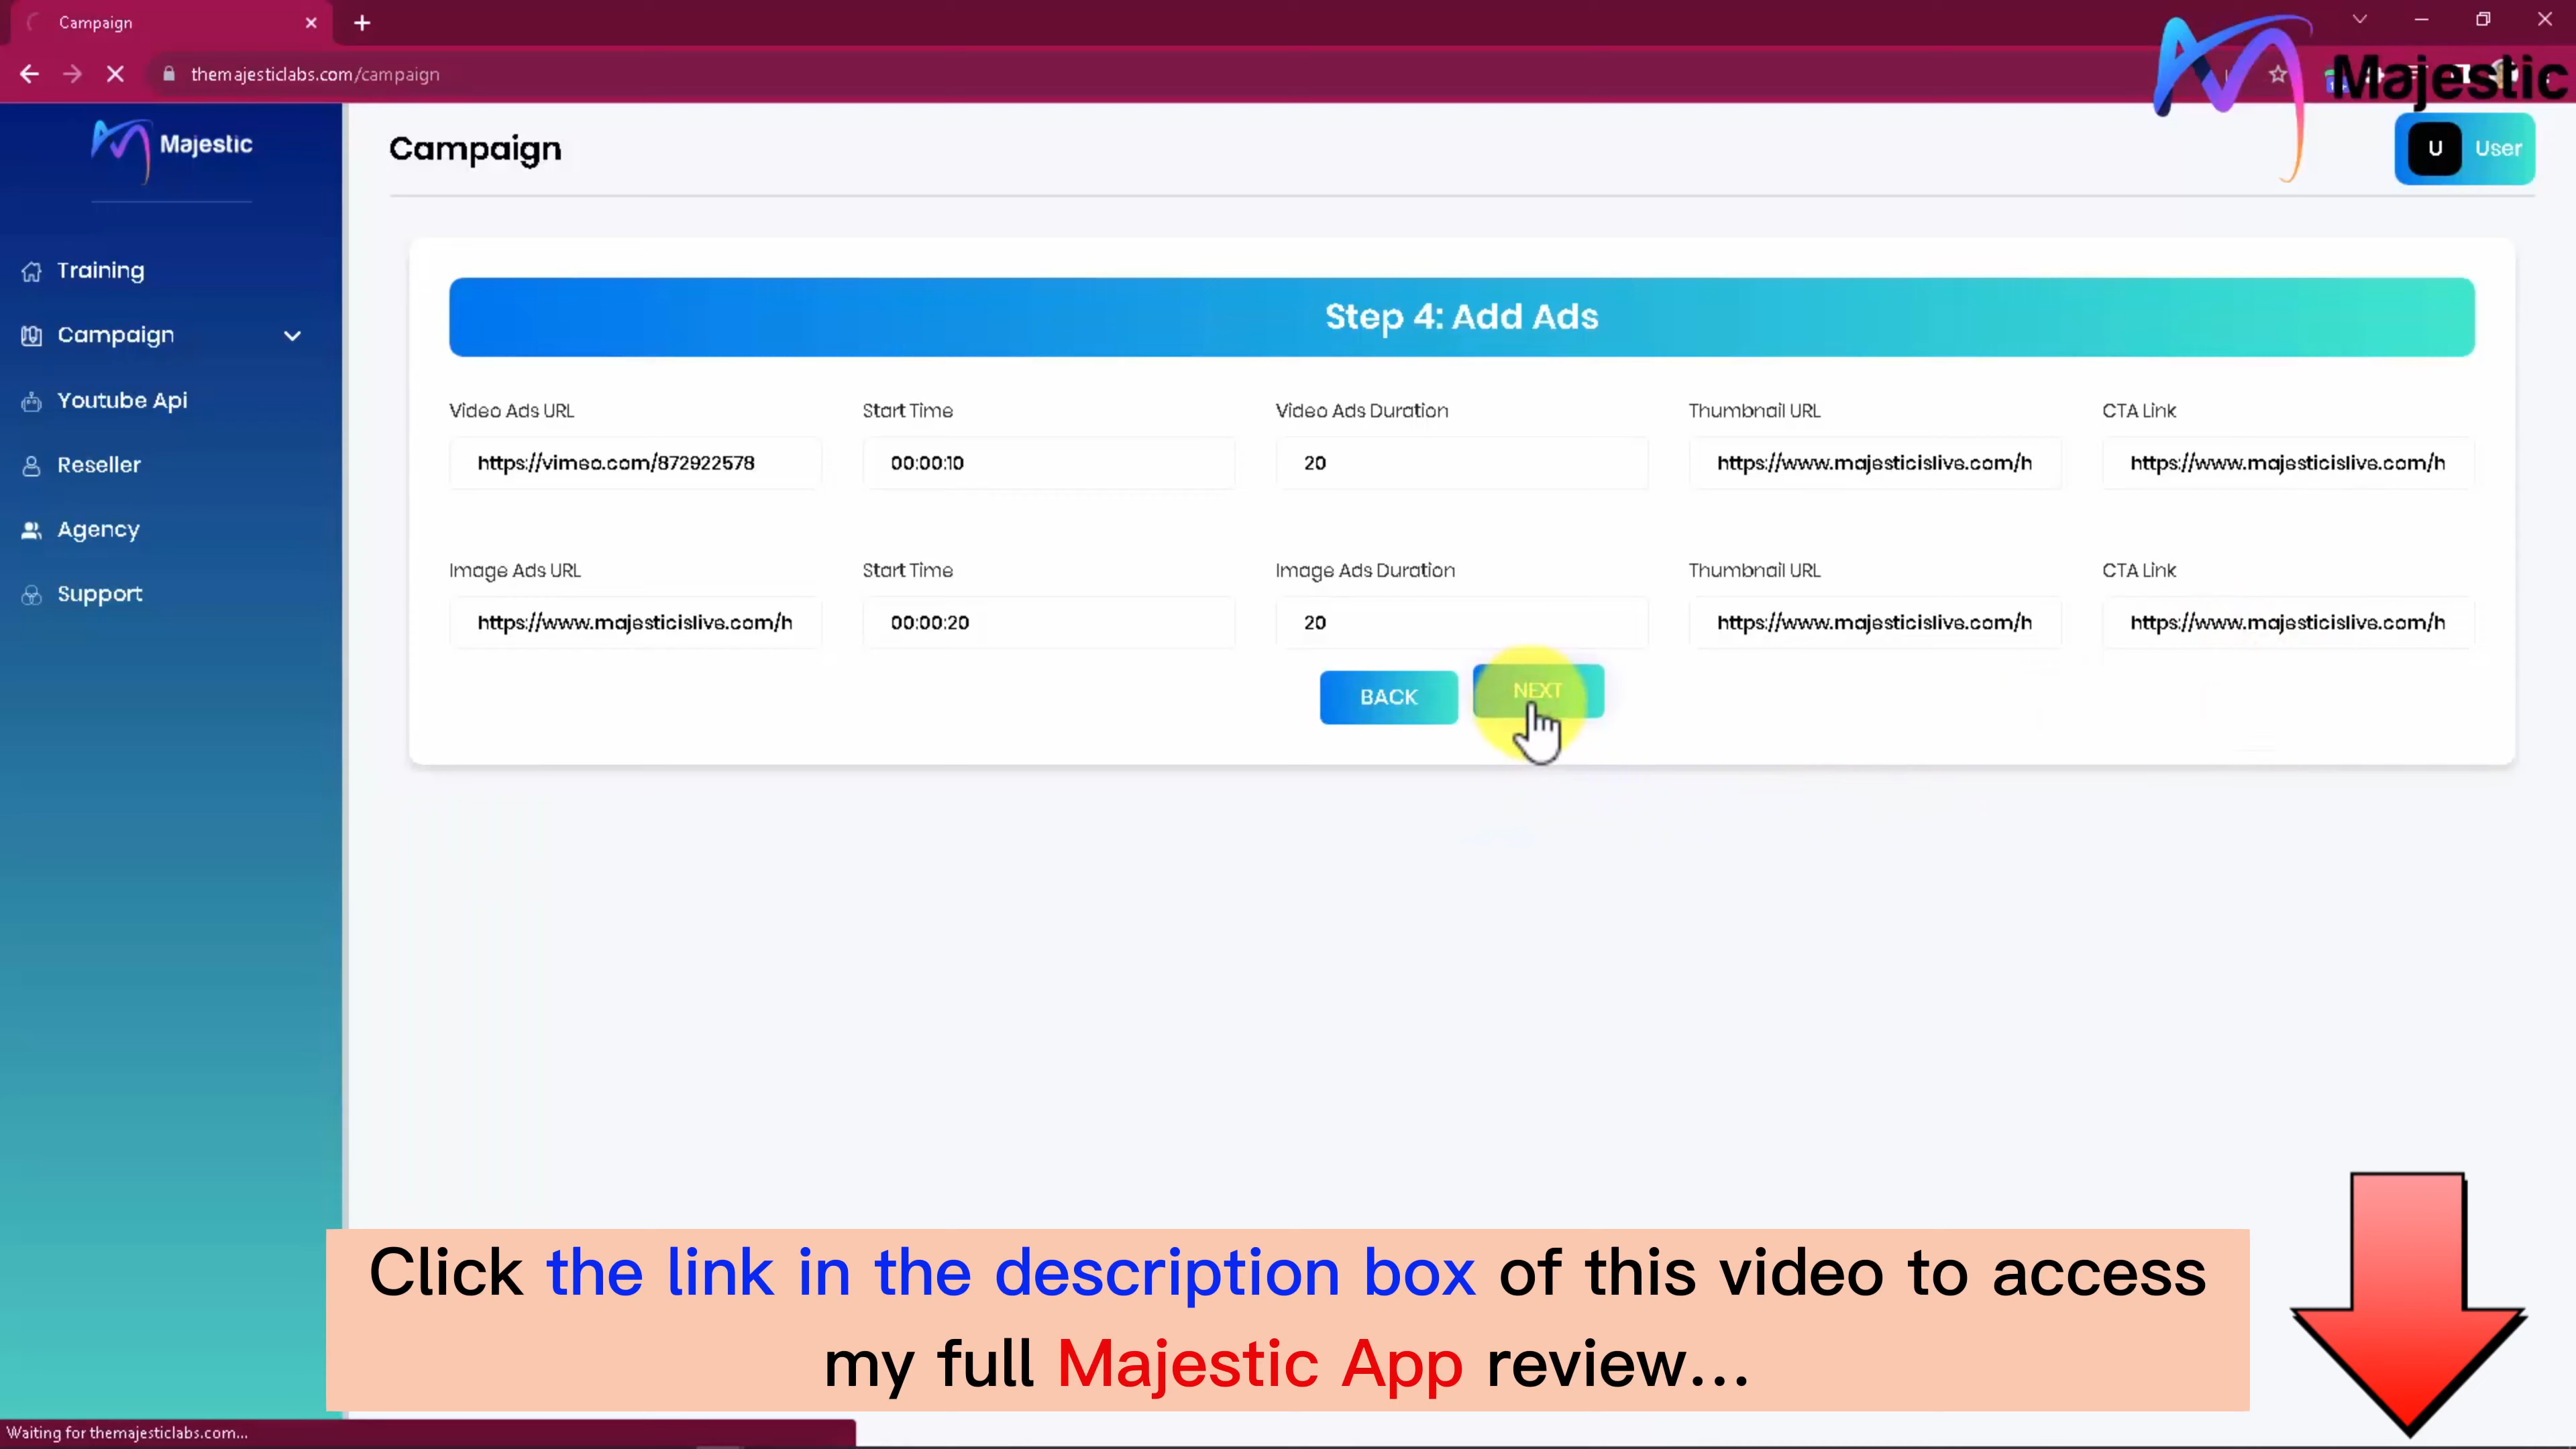 Campaign
themajesticlabs.com/campaign
Majestic
Majestic
Campaign
U User
Training
Campaign
Youtube Api
Reseller
Agency
Support
Step 4: Add Ads
Video Ads URL Start Time Video Ads Duration Thumbnail URL CTA Link
https://vimeo.com/872922578 00:00:10 20 https://www.majesticislive.com/h https://www.majesticislive.com/h
Image Ads URL Start Time Image Ads Duration Thumbnail URL CTA Link
https://www.majesticislive.com/h 00:00:20 20 https://www.majesticislive.com/h https://www.majesticislive.com/h
BACK NEXT
Click the link in the description box of this video to access
my full Majestic App review...
Waiting for themajesticlabs.com...